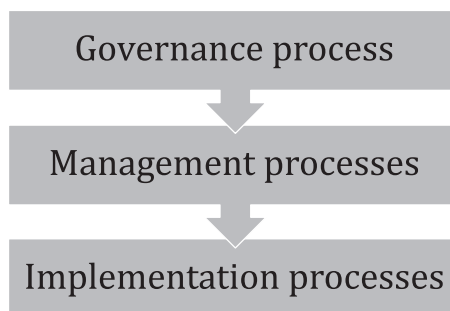 Governance process
Management processes
Implementation processes